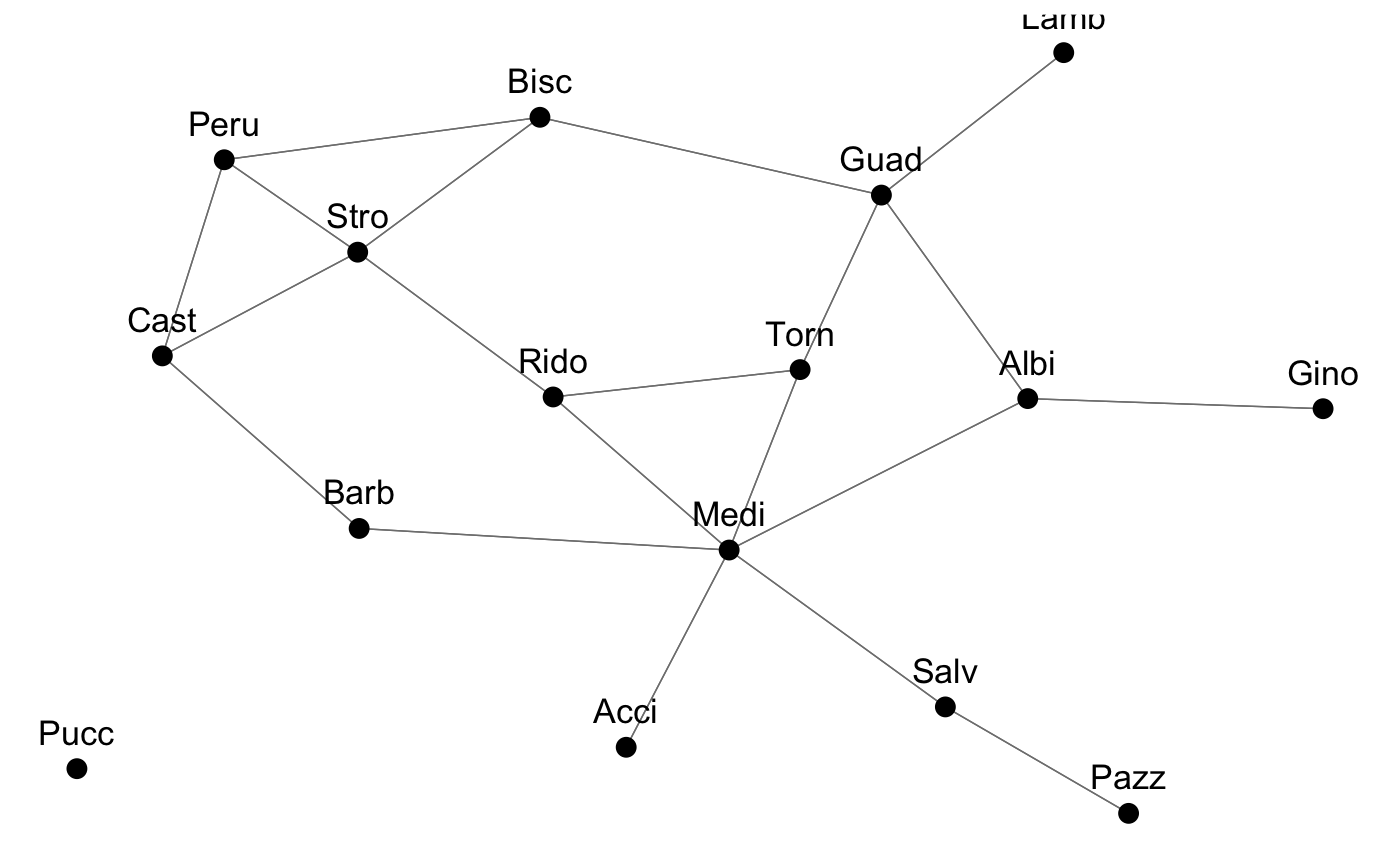 Lamb
Bisc
Peru
Guad
Stro
Cast
Torn
Rido
Albi
Gino
Barb
Medi
Salv
Acci
Pucc
Pazz